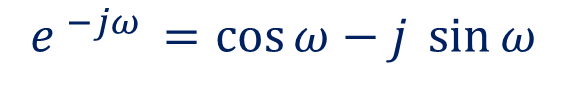 e^{-jω} = cos ω − j sin ω